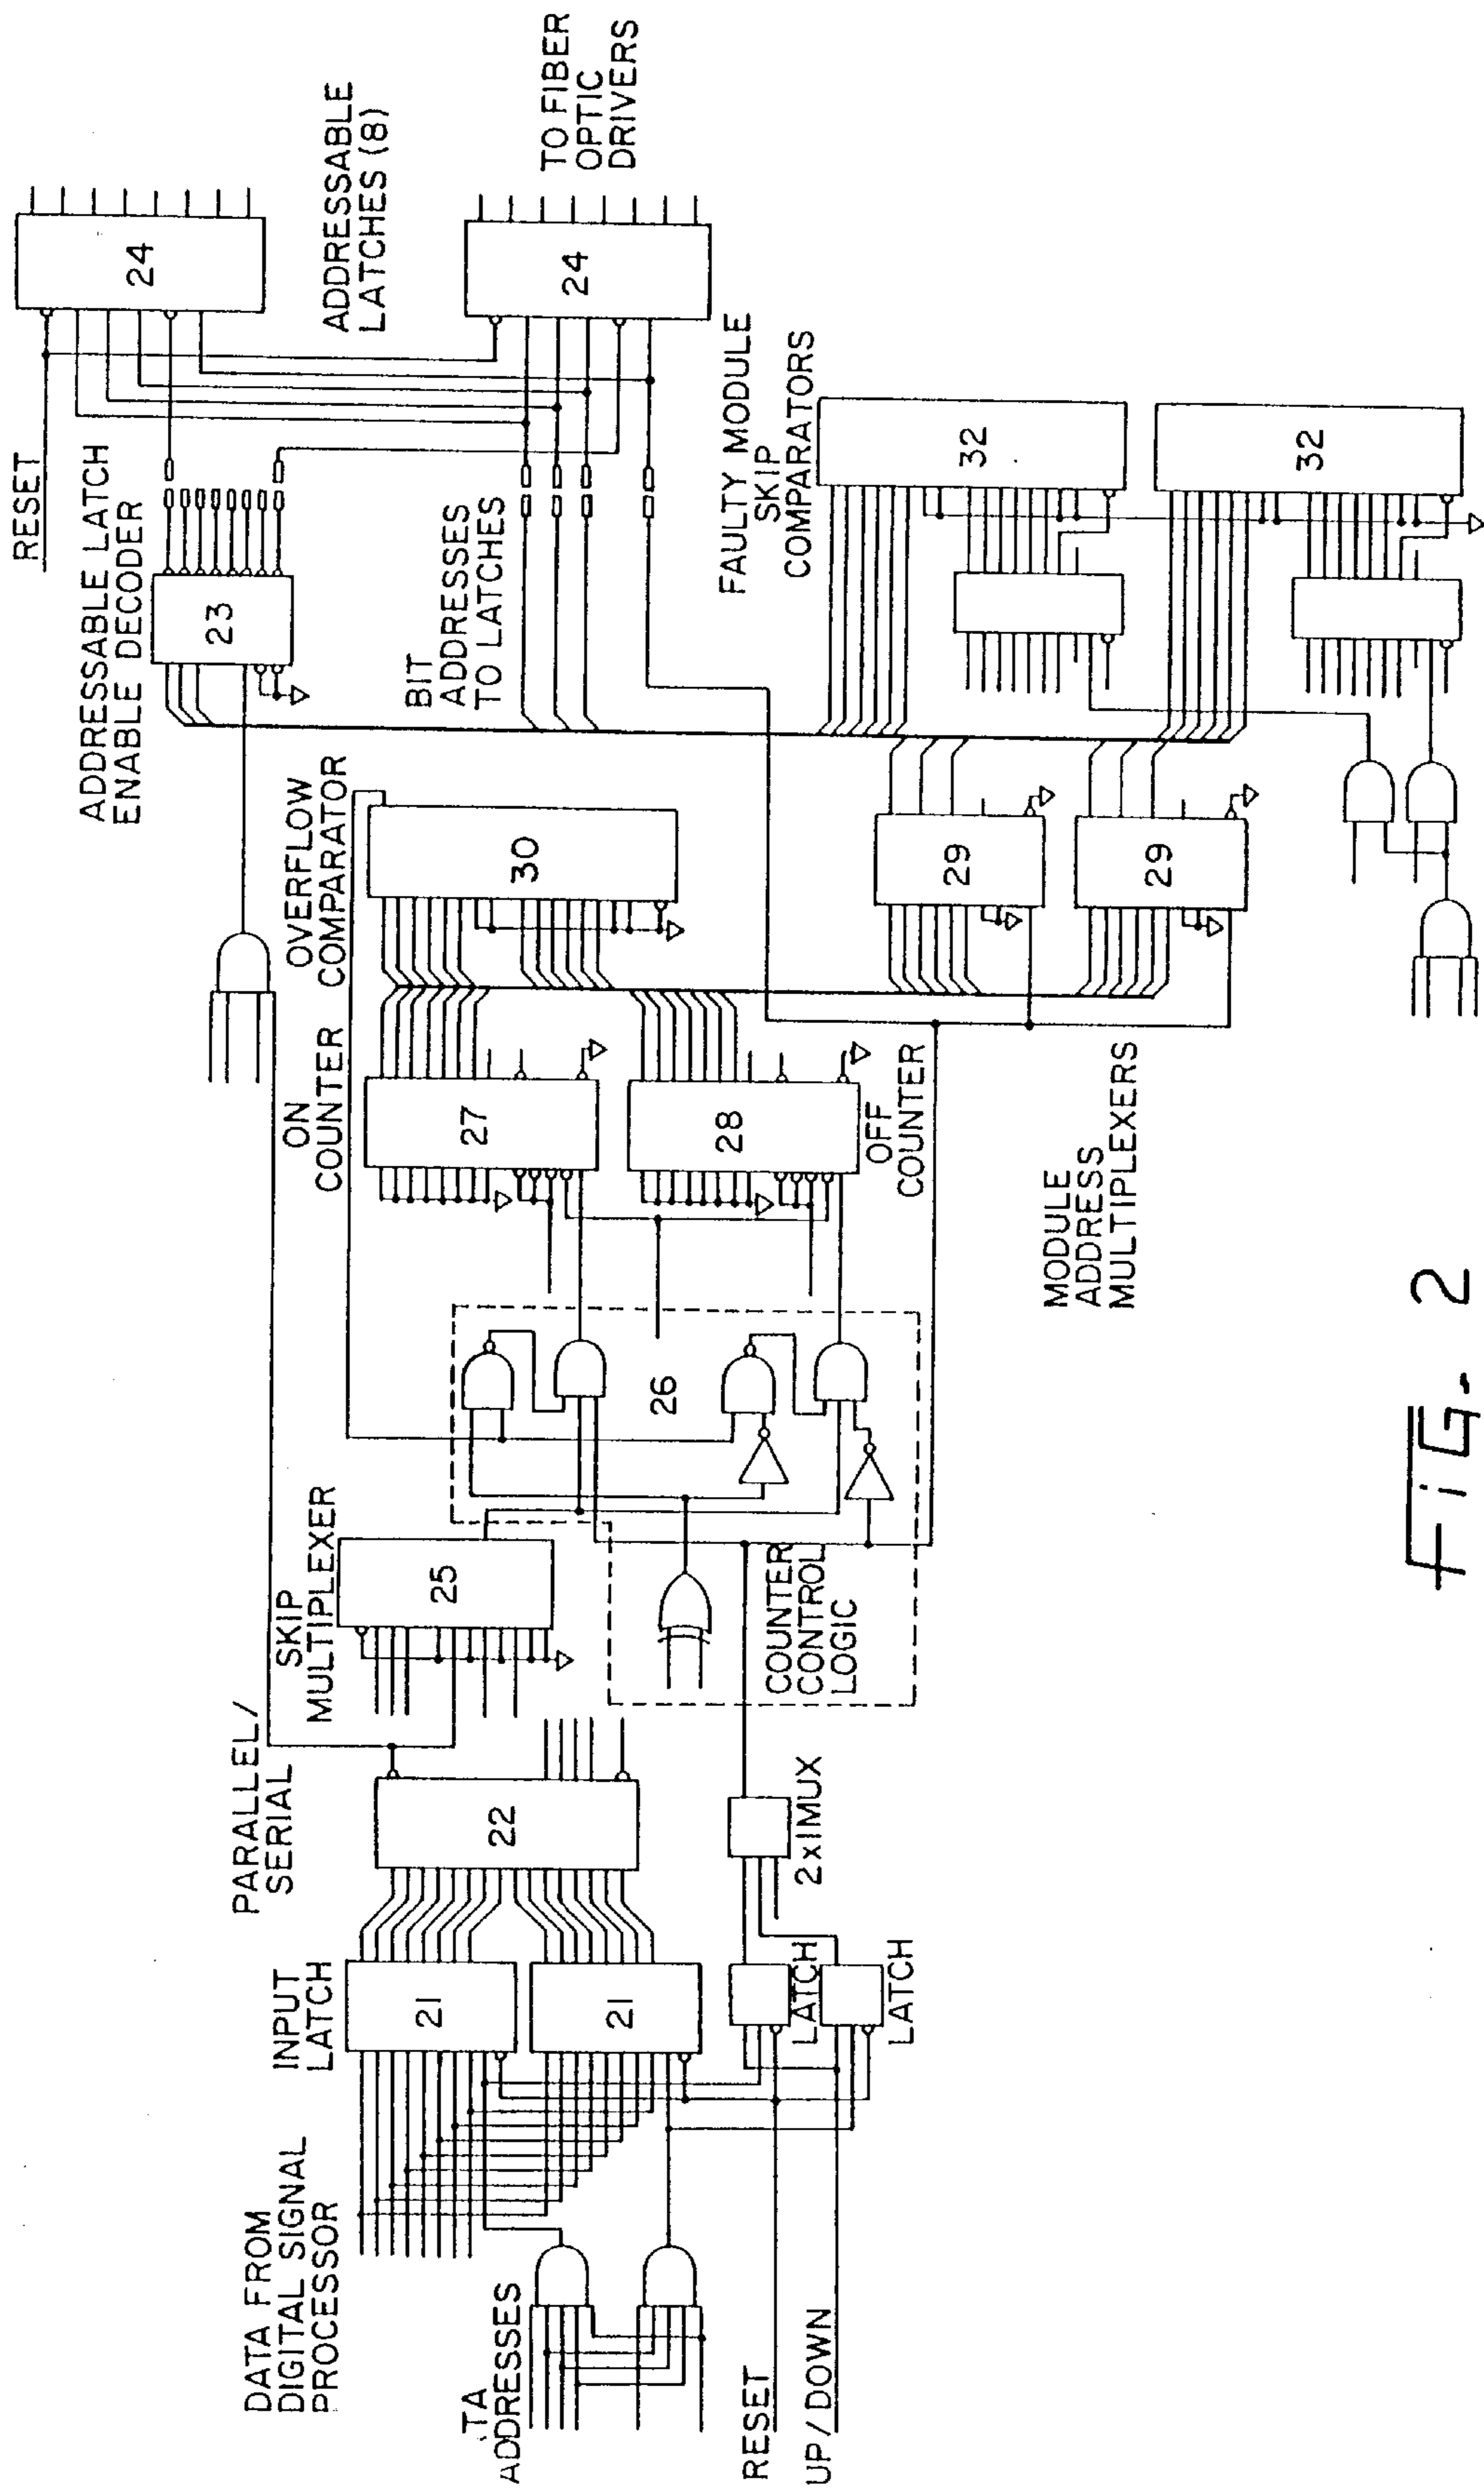 DATA FROM
DIGITAL SIGNAL
PROCESSOR
TA
ADDRESSES
RESET
UP/DOWN
INPUT
LATCH
21
21
LATCH
LATCH
PARALLEL/
SERIAL
22
2x1MUX
SKIP
MULTIPLEXER
25
COUNTER
CONTROL
LOGIC
26
ON
COUNTER
27
28
OFF
COUNTER
OVERFLOW
COMPARATOR
30
MODULE
ADDRESS
MULTIPLEXERS
29
29
ADDRESSABLE LATCH
ENABLE DECODER
23
RESET
BIT
ADDRESSES
TO LATCHES
24
ADDRESSABLE
LATCHES (8)
24
TO FIBER
OPTIC
DRIVERS
FAULTY MODULE
SKIP
COMPARATORS
32
32
FIG. 2